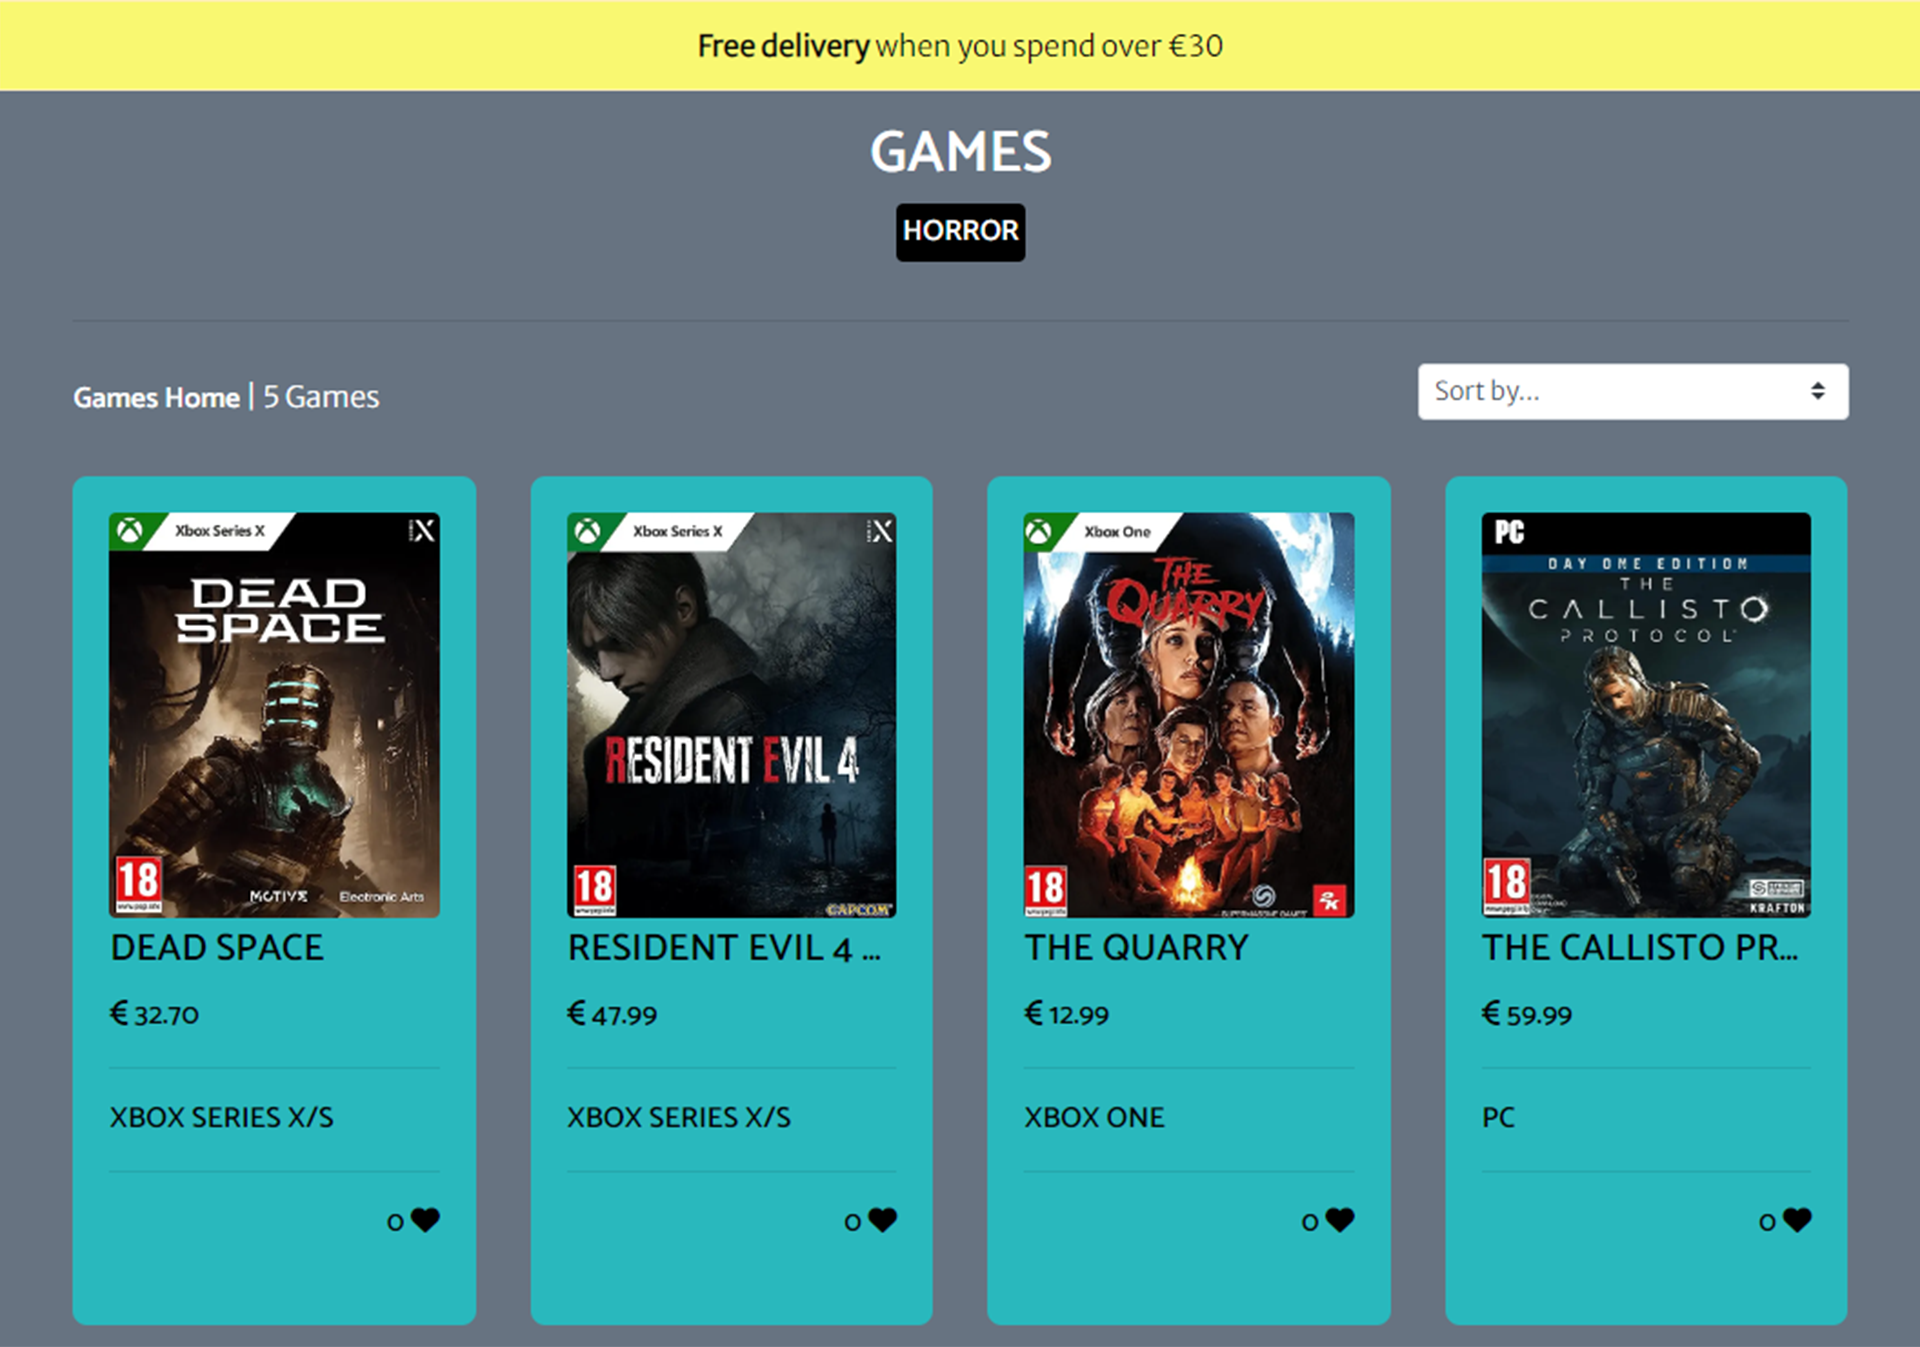 Free delivery when you spend over €30
GAMES
HORROR
Games Home | 5 Games
Sort by...
Xbox Series X
DEAD
SPACE
18
MOTIVE
Electronic Arts
DEAD SPACE
€ 32.70
XBOX SERIES X/S
0
Xbox Series X
RESIDENT EVIL 4
18
CAPCOM
RESIDENT EVIL 4 ...
€ 47.99
XBOX SERIES X/S
0
Xbox One
THE
QUARRY
18
SUPERMASSIVE GAMES
2K
THE QUARRY
€ 12.99
XBOX ONE
0
PC
DAY ONE EDITION
THE
CALLISTO
PROTOCOL
18
KRAFTON
THE CALLISTO PR...
€ 59.99
PC
0